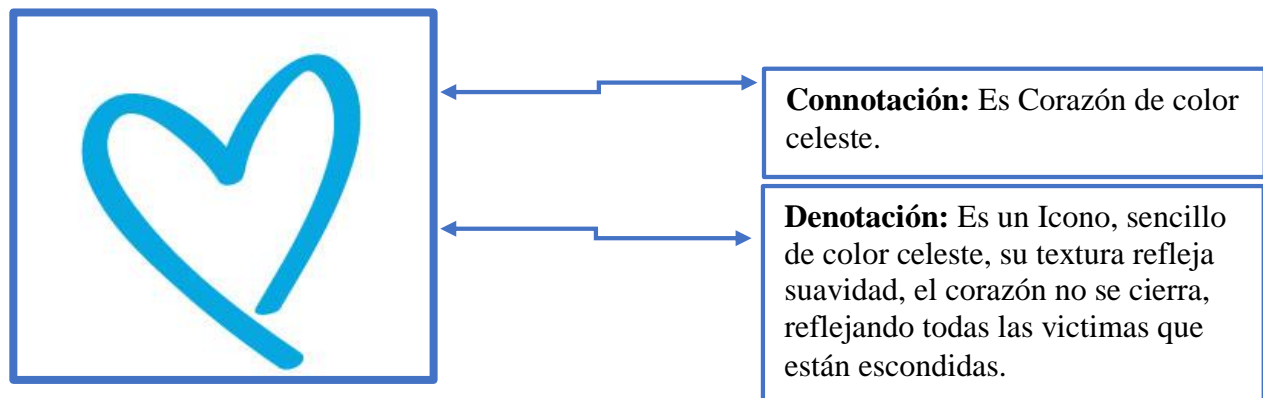 Connotación: Es Corazón de color
celeste.
Denotación: Es un Icono, sencillo
de color celeste, su textura refleja
suavidad, el corazón no se cierra,
reflejando todas las victimas que
están escondidas.